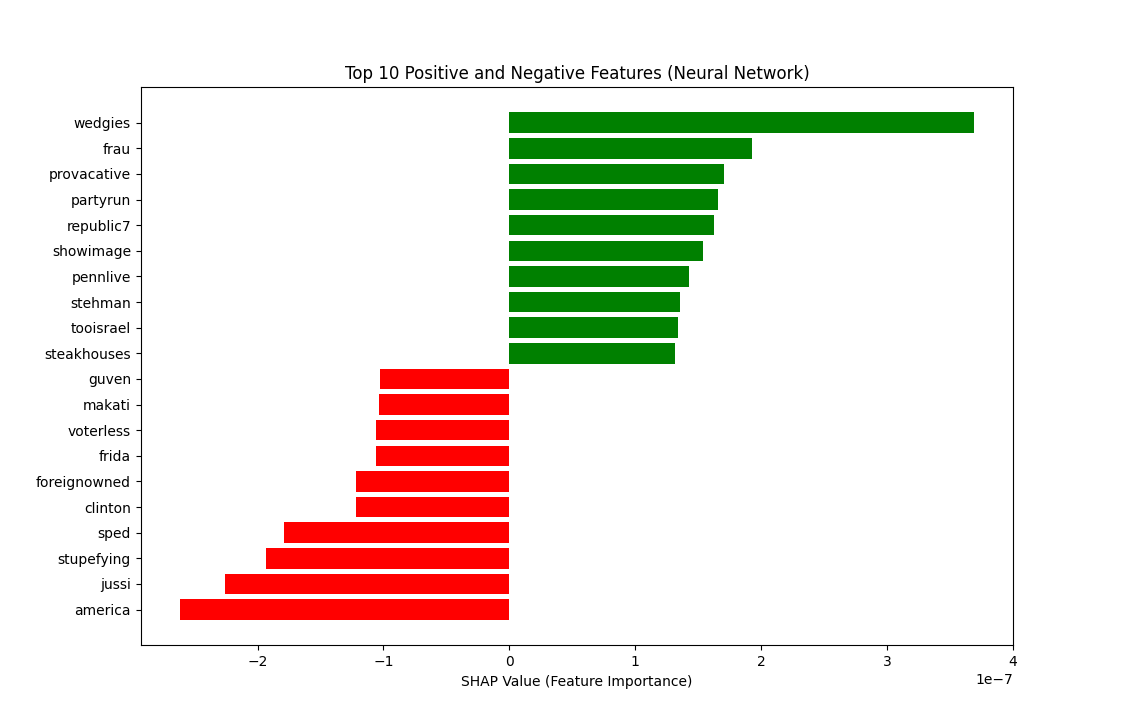 Top 10 Positive and Negative Features (Neural Network)
wedgies
frau
provacative
partyrun
republic7
showimage
pennlive
stehman
tooisrael
steakhouses
guven
makati
voterless
frida
foreignowned
clinton
sped
stupefying
jussi
america
−2 −1 0 1 2 3 4
1e−7
SHAP Value (Feature Importance)